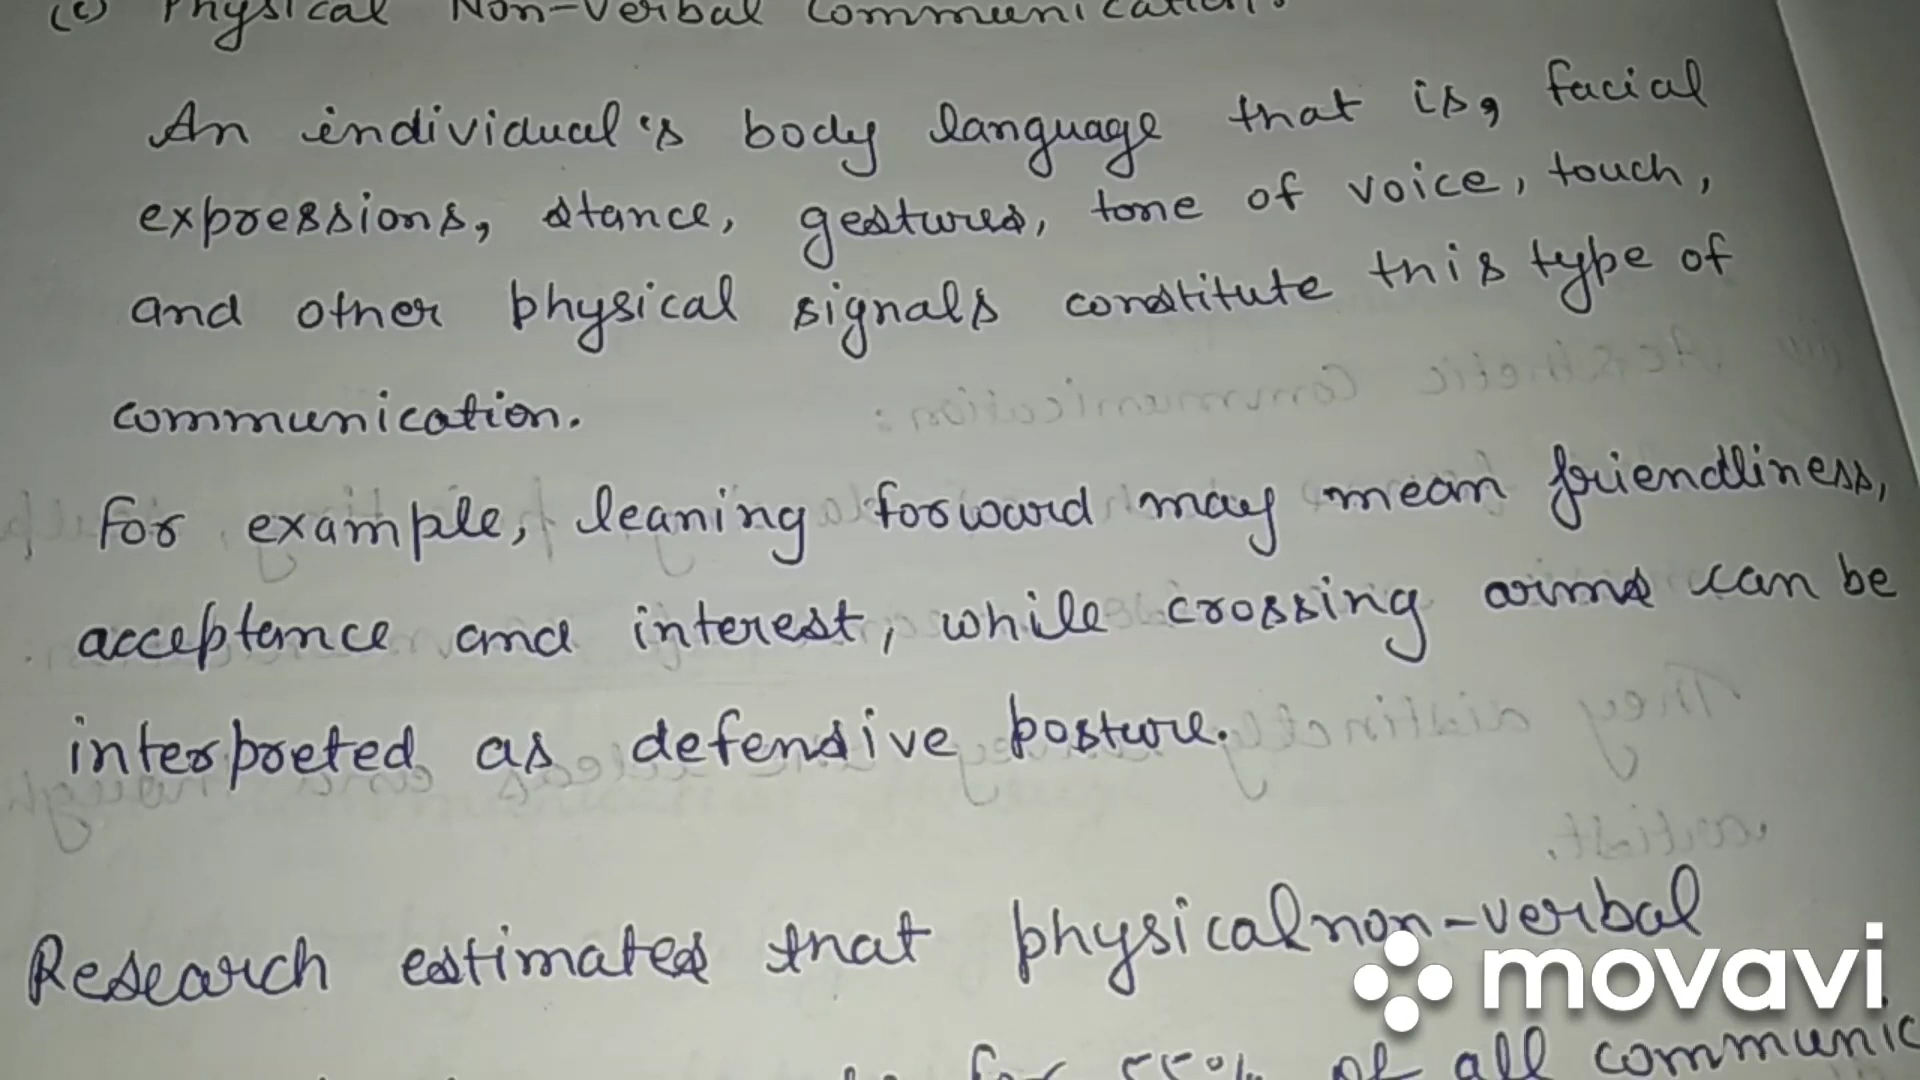 (c) Physical Non-Verbal Communication:
An individual's body language that is, facial
expressions, stance, gestures, tone of voice, touch,
and other physical signals constitute this type of
communication.
For example, leaning forward may mean friendliness,
acceptance and interest, while crossing arms can be
interpreted as defensive posture.
Research estimates that physical non-verbal
movavi
for 55% of all communic